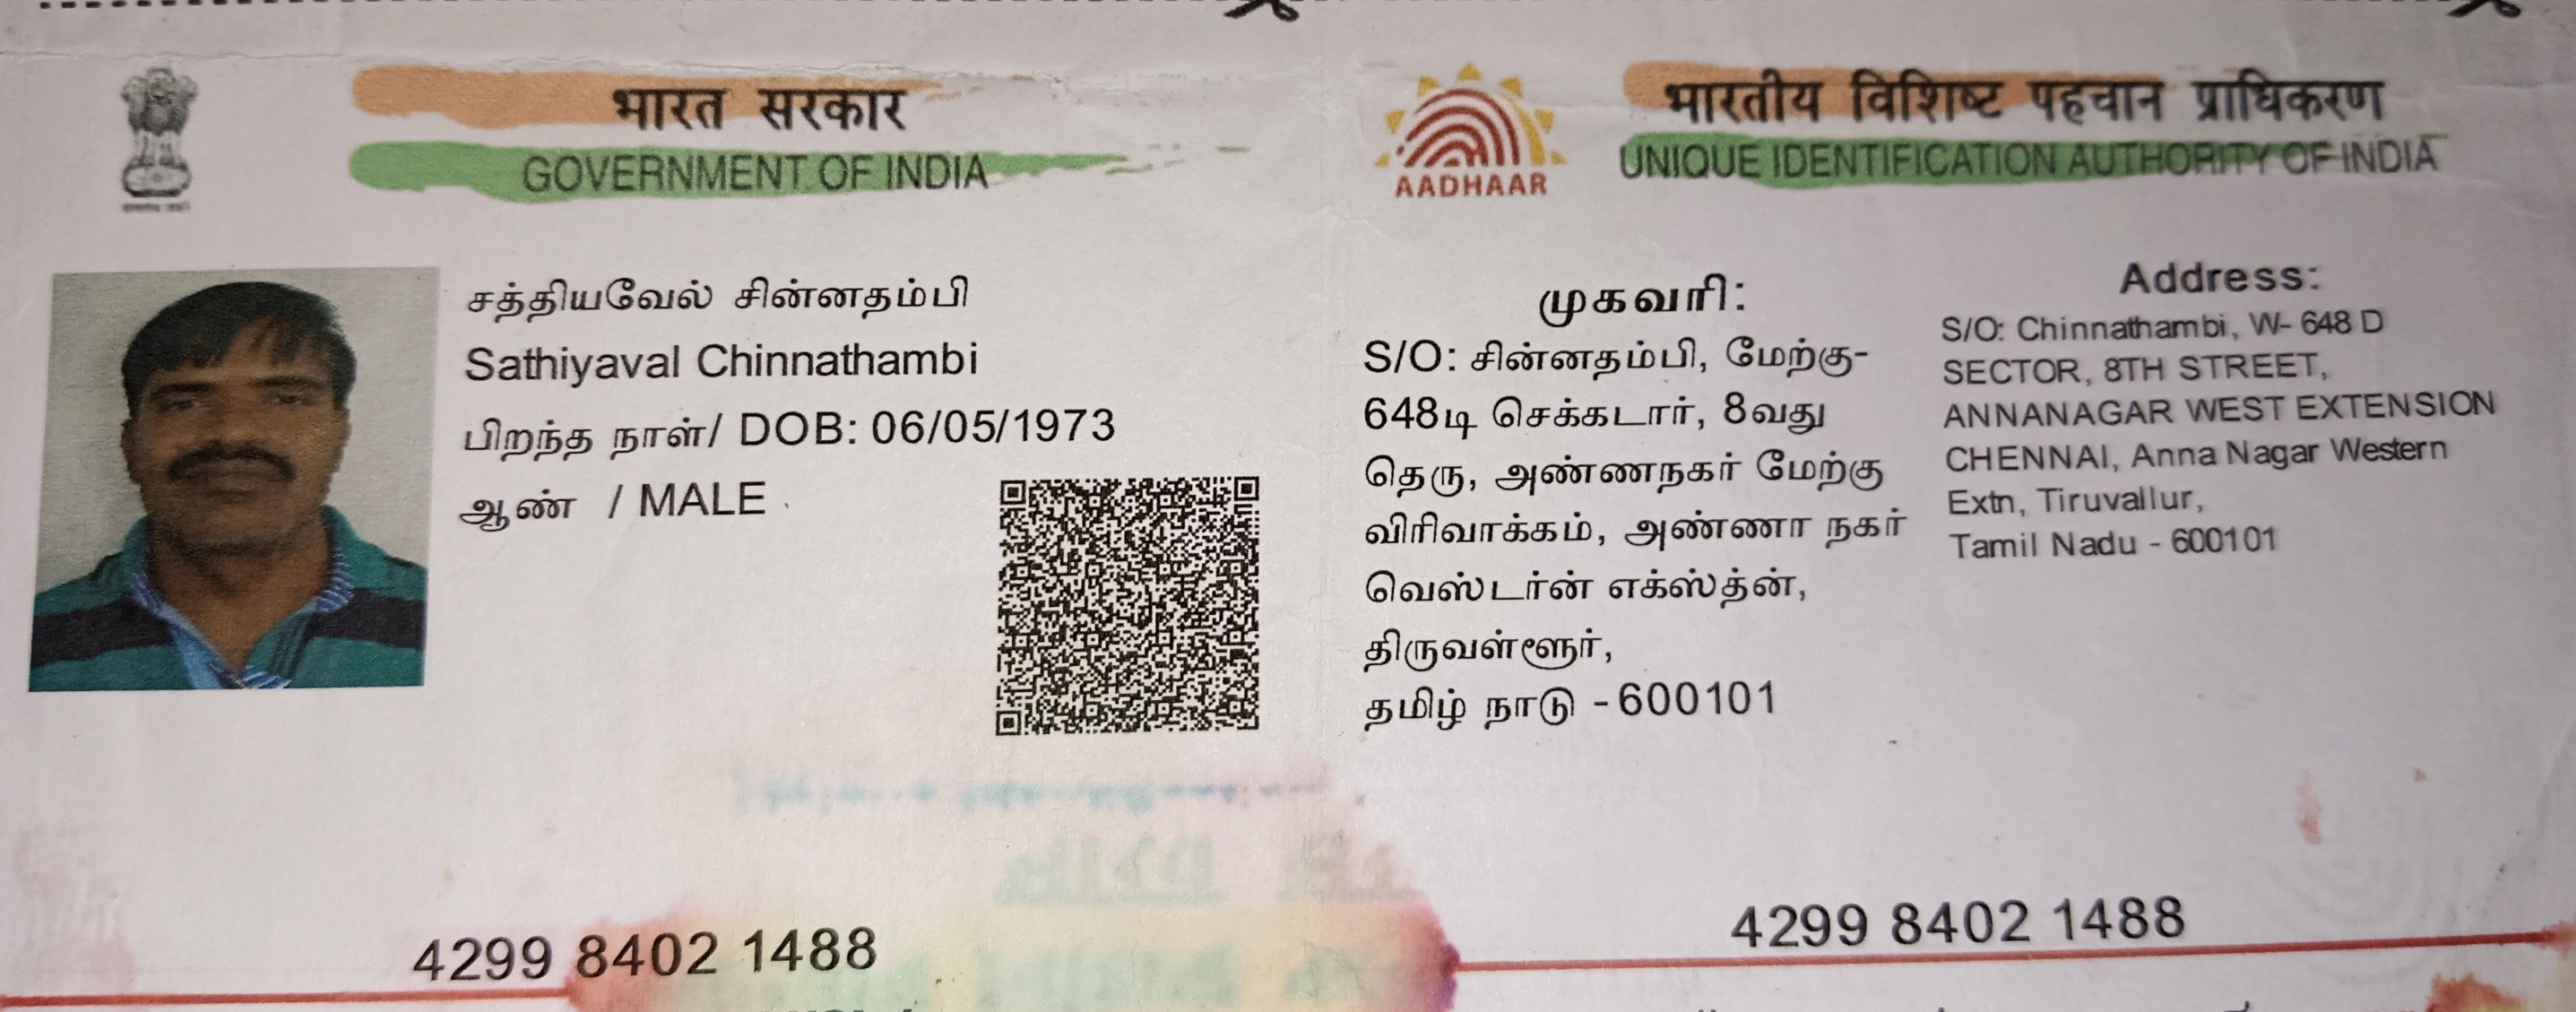 भारत सरकार
GOVERNMENT OF INDIA
சத்தியவேல் சின்னதம்பி
Sathiyaval Chinnathambi
பிறந்த நாள்/ DOB: 06/05/1973
ஆண் / MALE
4299 8402 1488
AADHAAR
भारतीय विशिष्ट पहचान प्राधिकरण
UNIQUE IDENTIFICATION AUTHORITY OF INDIA
முகவரி:
S/O: சின்னதம்பி, மேற்கு-
648டி செக்கடார், 8வது
தெரு, அண்ணநகர் மேற்கு
விரிவாக்கம், அண்ணா நகர்
வெஸ்டர்ன் எக்ஸ்த்ன்,
திருவள்ளூர்,
தமிழ் நாடு - 600101
Address:
S/O: Chinnathambi, W- 648 D
SECTOR, 8TH STREET,
ANNANAGAR WEST EXTENSION
CHENNAI, Anna Nagar Western
Extn, Tiruvallur,
Tamil Nadu - 600101
4299 8402 1488